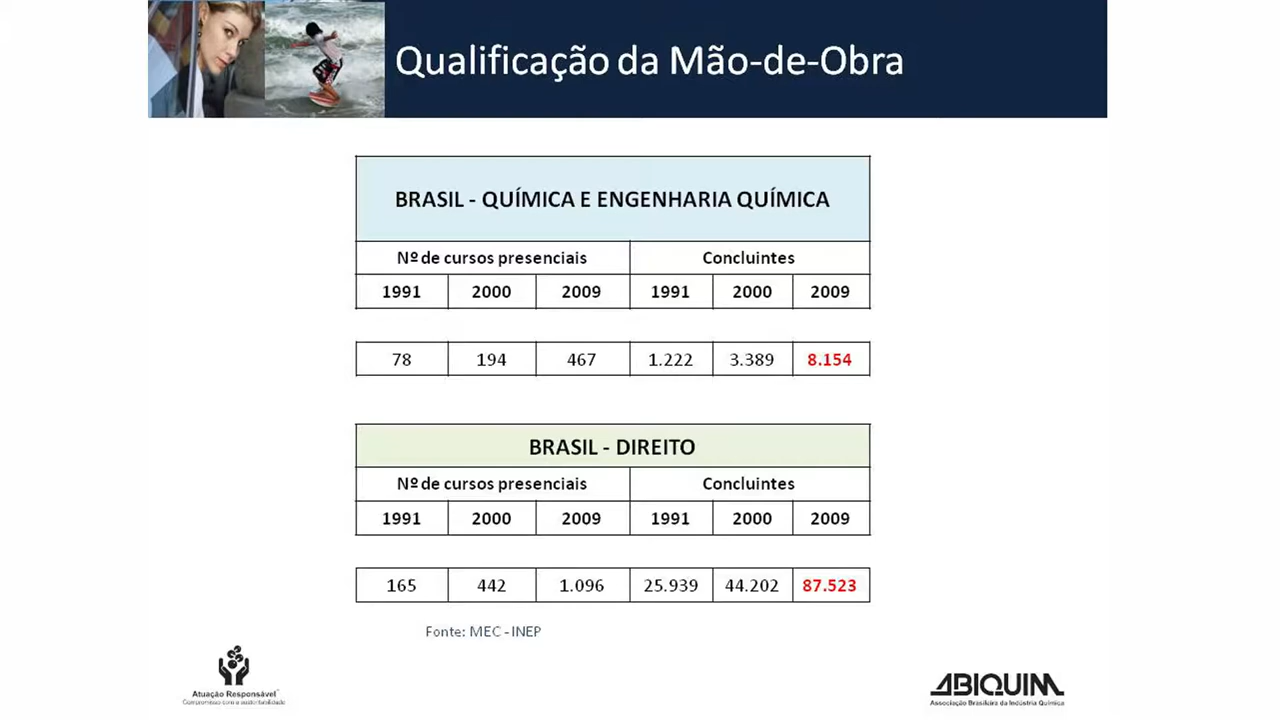 Qualificação da Mão-de-Obra
BRASIL - QUÍMICA E ENGENHARIA QUÍMICA
Nº de cursos presenciais Concluintes
1991 2000 2009 1991 2000 2009
78 194 467 1.222 3.389 8.154
BRASIL - DIREITO
Nº de cursos presenciais Concluintes
1991 2000 2009 1991 2000 2009
165 442 1.096 25.939 44.202 87.523
Fonte: MEC - INEP
Atuação Responsável
Compromisso com a sustentabilidade
ABIQUIM
Associação Brasileira da Indústria Química